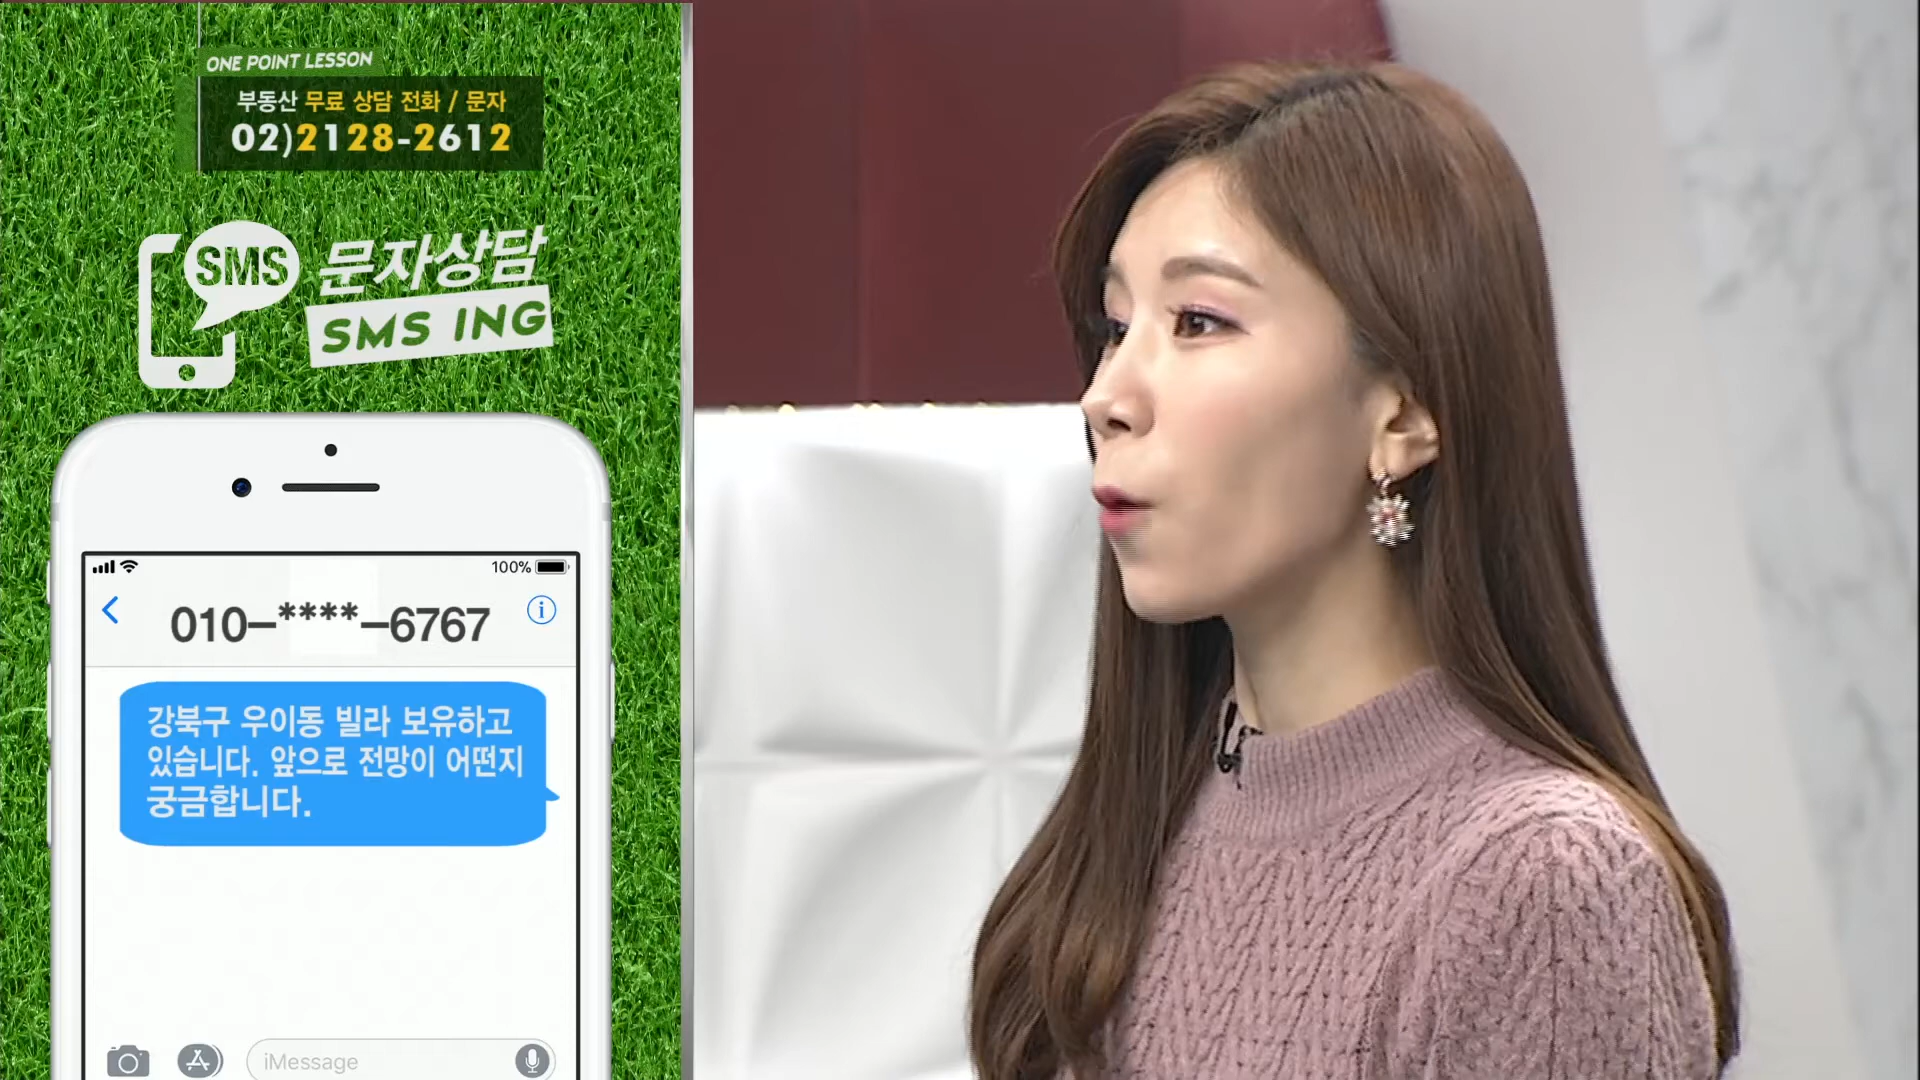 ONE POINT LESSON
부동산 무료 상담 전화 / 문자
02)2128-2612
SMS
문자상담
SMS ING
100%
010-****-6767
강북구 우이동 빌라 보유하고
있습니다. 앞으로 전망이 어떤지
궁금합니다.
iMessage